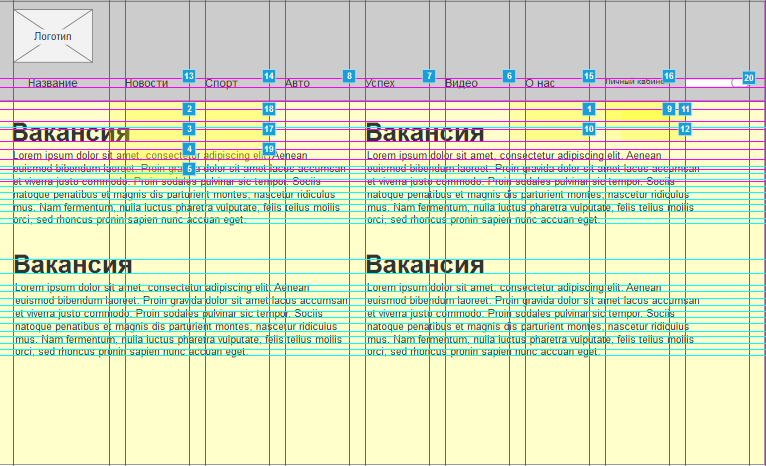 Логотип
13 14 8 7 6 15 16 20
Название Новости Спорт Авто Успех Видео О нас Личный кабинет
2 18 1 9 11
3 17 10 12
Вакансия Вакансия
4 19
5
Lorem ipsum dolor sit amet, consectetur adipiscing elit. Aenean
euismod bibendum laoreet. Proin gravida dolor sit amet lacus accumsan
et viverra justo commodo. Proin sodales pulvinar sic tempor. Sociis
natoque penatibus et magnis dis parturient montes, nascetur ridiculus
mus. Nam fermentum, nulla luctus pharetra vulputate, felis tellus mollis
orci, sed rhoncus pronin sapien nunc accuan eget.
Lorem ipsum dolor sit amet, consectetur adipiscing elit. Aenean
euismod bibendum laoreet. Proin gravida dolor sit amet lacus accumsan
et viverra justo commodo. Proin sodales pulvinar sic tempor. Sociis
natoque penatibus et magnis dis parturient montes, nascetur ridiculus
mus. Nam fermentum, nulla luctus pharetra vulputate, felis tellus mollis
orci, sed rhoncus pronin sapien nunc accuan eget.
Вакансия Вакансия
Lorem ipsum dolor sit amet, consectetur adipiscing elit. Aenean
euismod bibendum laoreet. Proin gravida dolor sit amet lacus accumsan
et viverra justo commodo. Proin sodales pulvinar sic tempor. Sociis
natoque penatibus et magnis dis parturient montes, nascetur ridiculus
mus. Nam fermentum, nulla luctus pharetra vulputate, felis tellus mollis
orci, sed rhoncus pronin sapien nunc accuan eget.
Lorem ipsum dolor sit amet, consectetur adipiscing elit. Aenean
euismod bibendum laoreet. Proin gravida dolor sit amet lacus accumsan
et viverra justo commodo. Proin sodales pulvinar sic tempor. Sociis
natoque penatibus et magnis dis parturient montes, nascetur ridiculus
mus. Nam fermentum, nulla luctus pharetra vulputate, felis tellus mollis
orci, sed rhoncus pronin sapien nunc accuan eget.